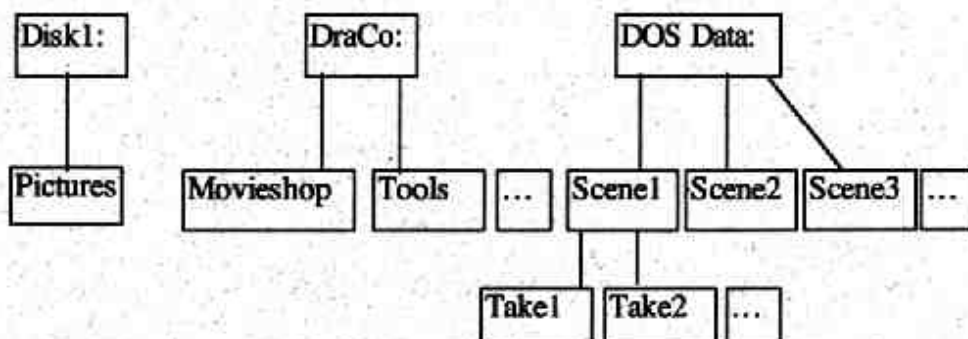 Disk1: DraCo: DOS Data:
Pictures Movieshop Tools ... Scene1 Scene2 Scene3 ...
Take1 Take2 ...